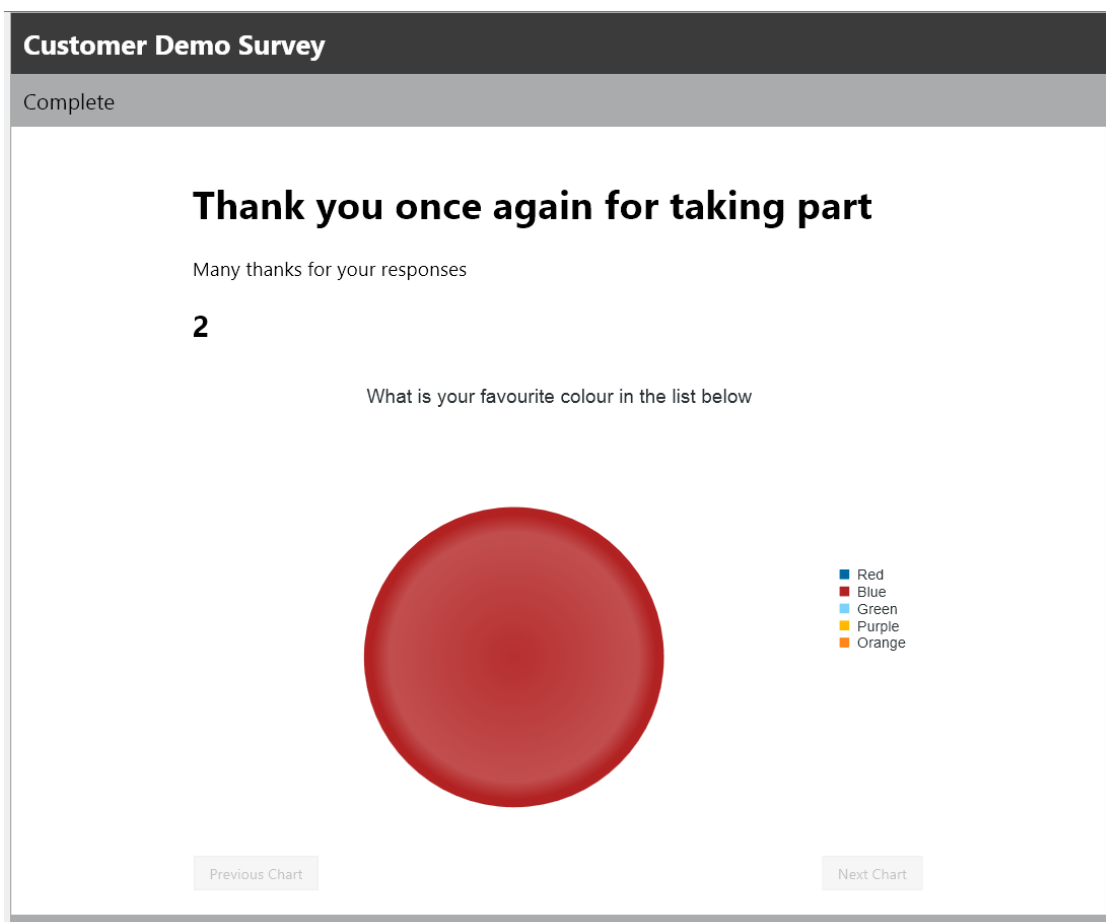 Customer Demo Survey
Complete
Thank you once again for taking part
Many thanks for your responses
2
What is your favourite colour in the list below
Red
Blue
Green
Purple
Orange
Previous Chart
Next Chart